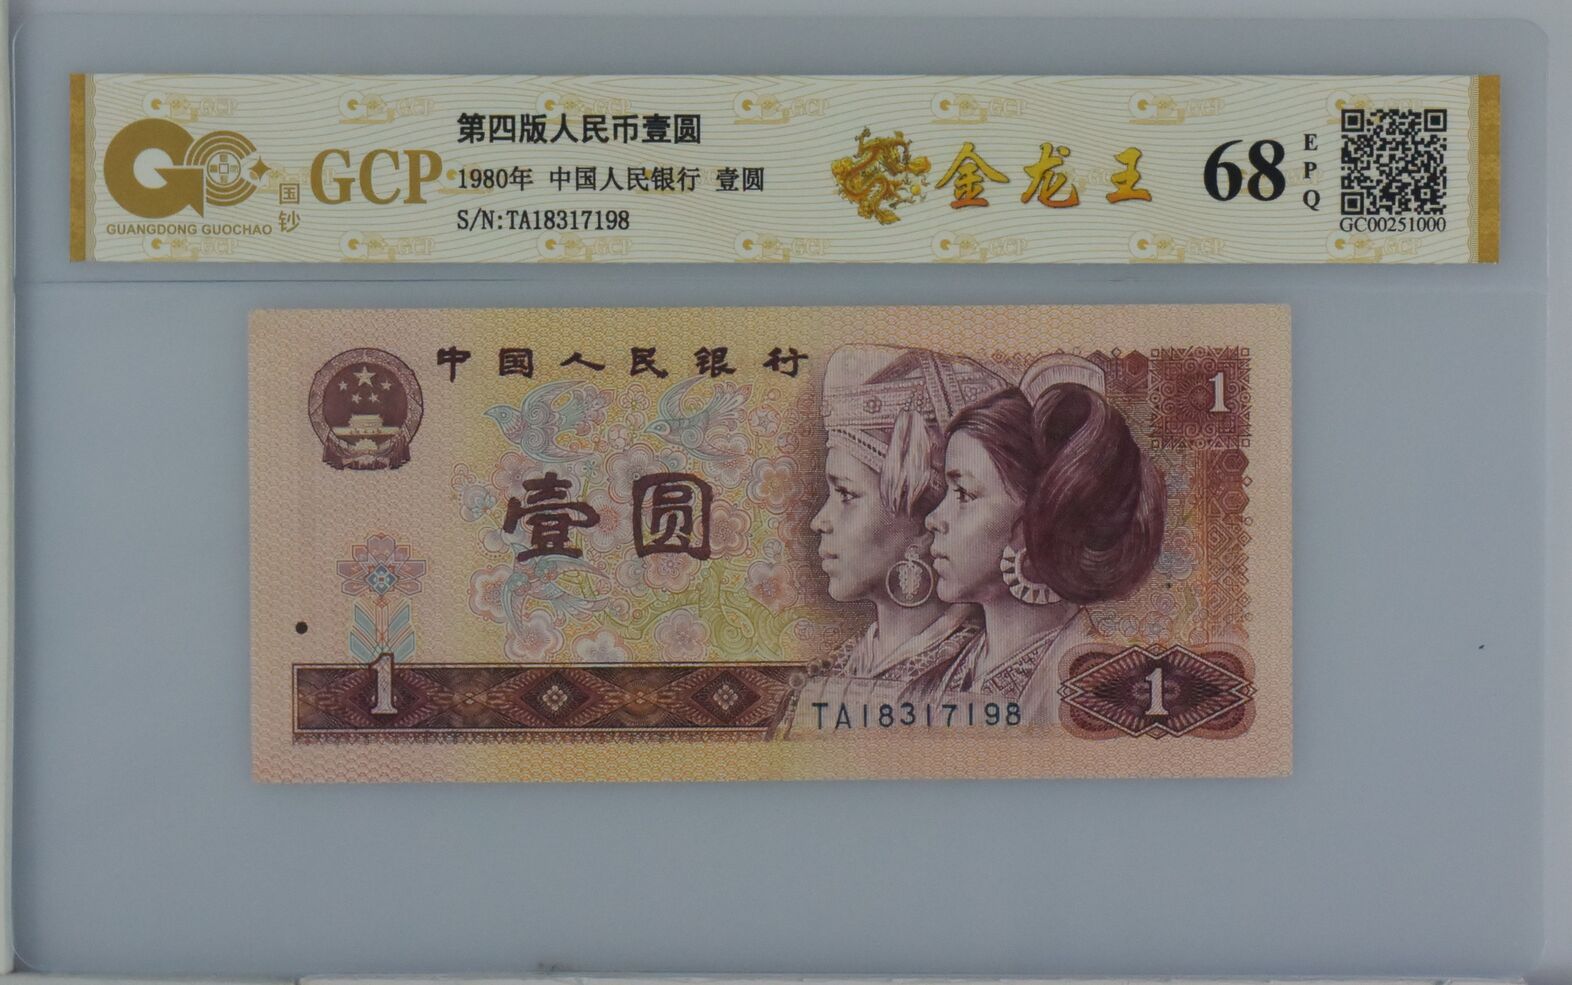 GCP
国钞
GUANGDONG GUOCHAO
第四版人民币壹圆
1980年 中国人民银行 壹圆
S/N:TA18317198
金龙王
68
EPQ
GC00251000
中国人民银行
1
壹圆
1
TA18317198
1